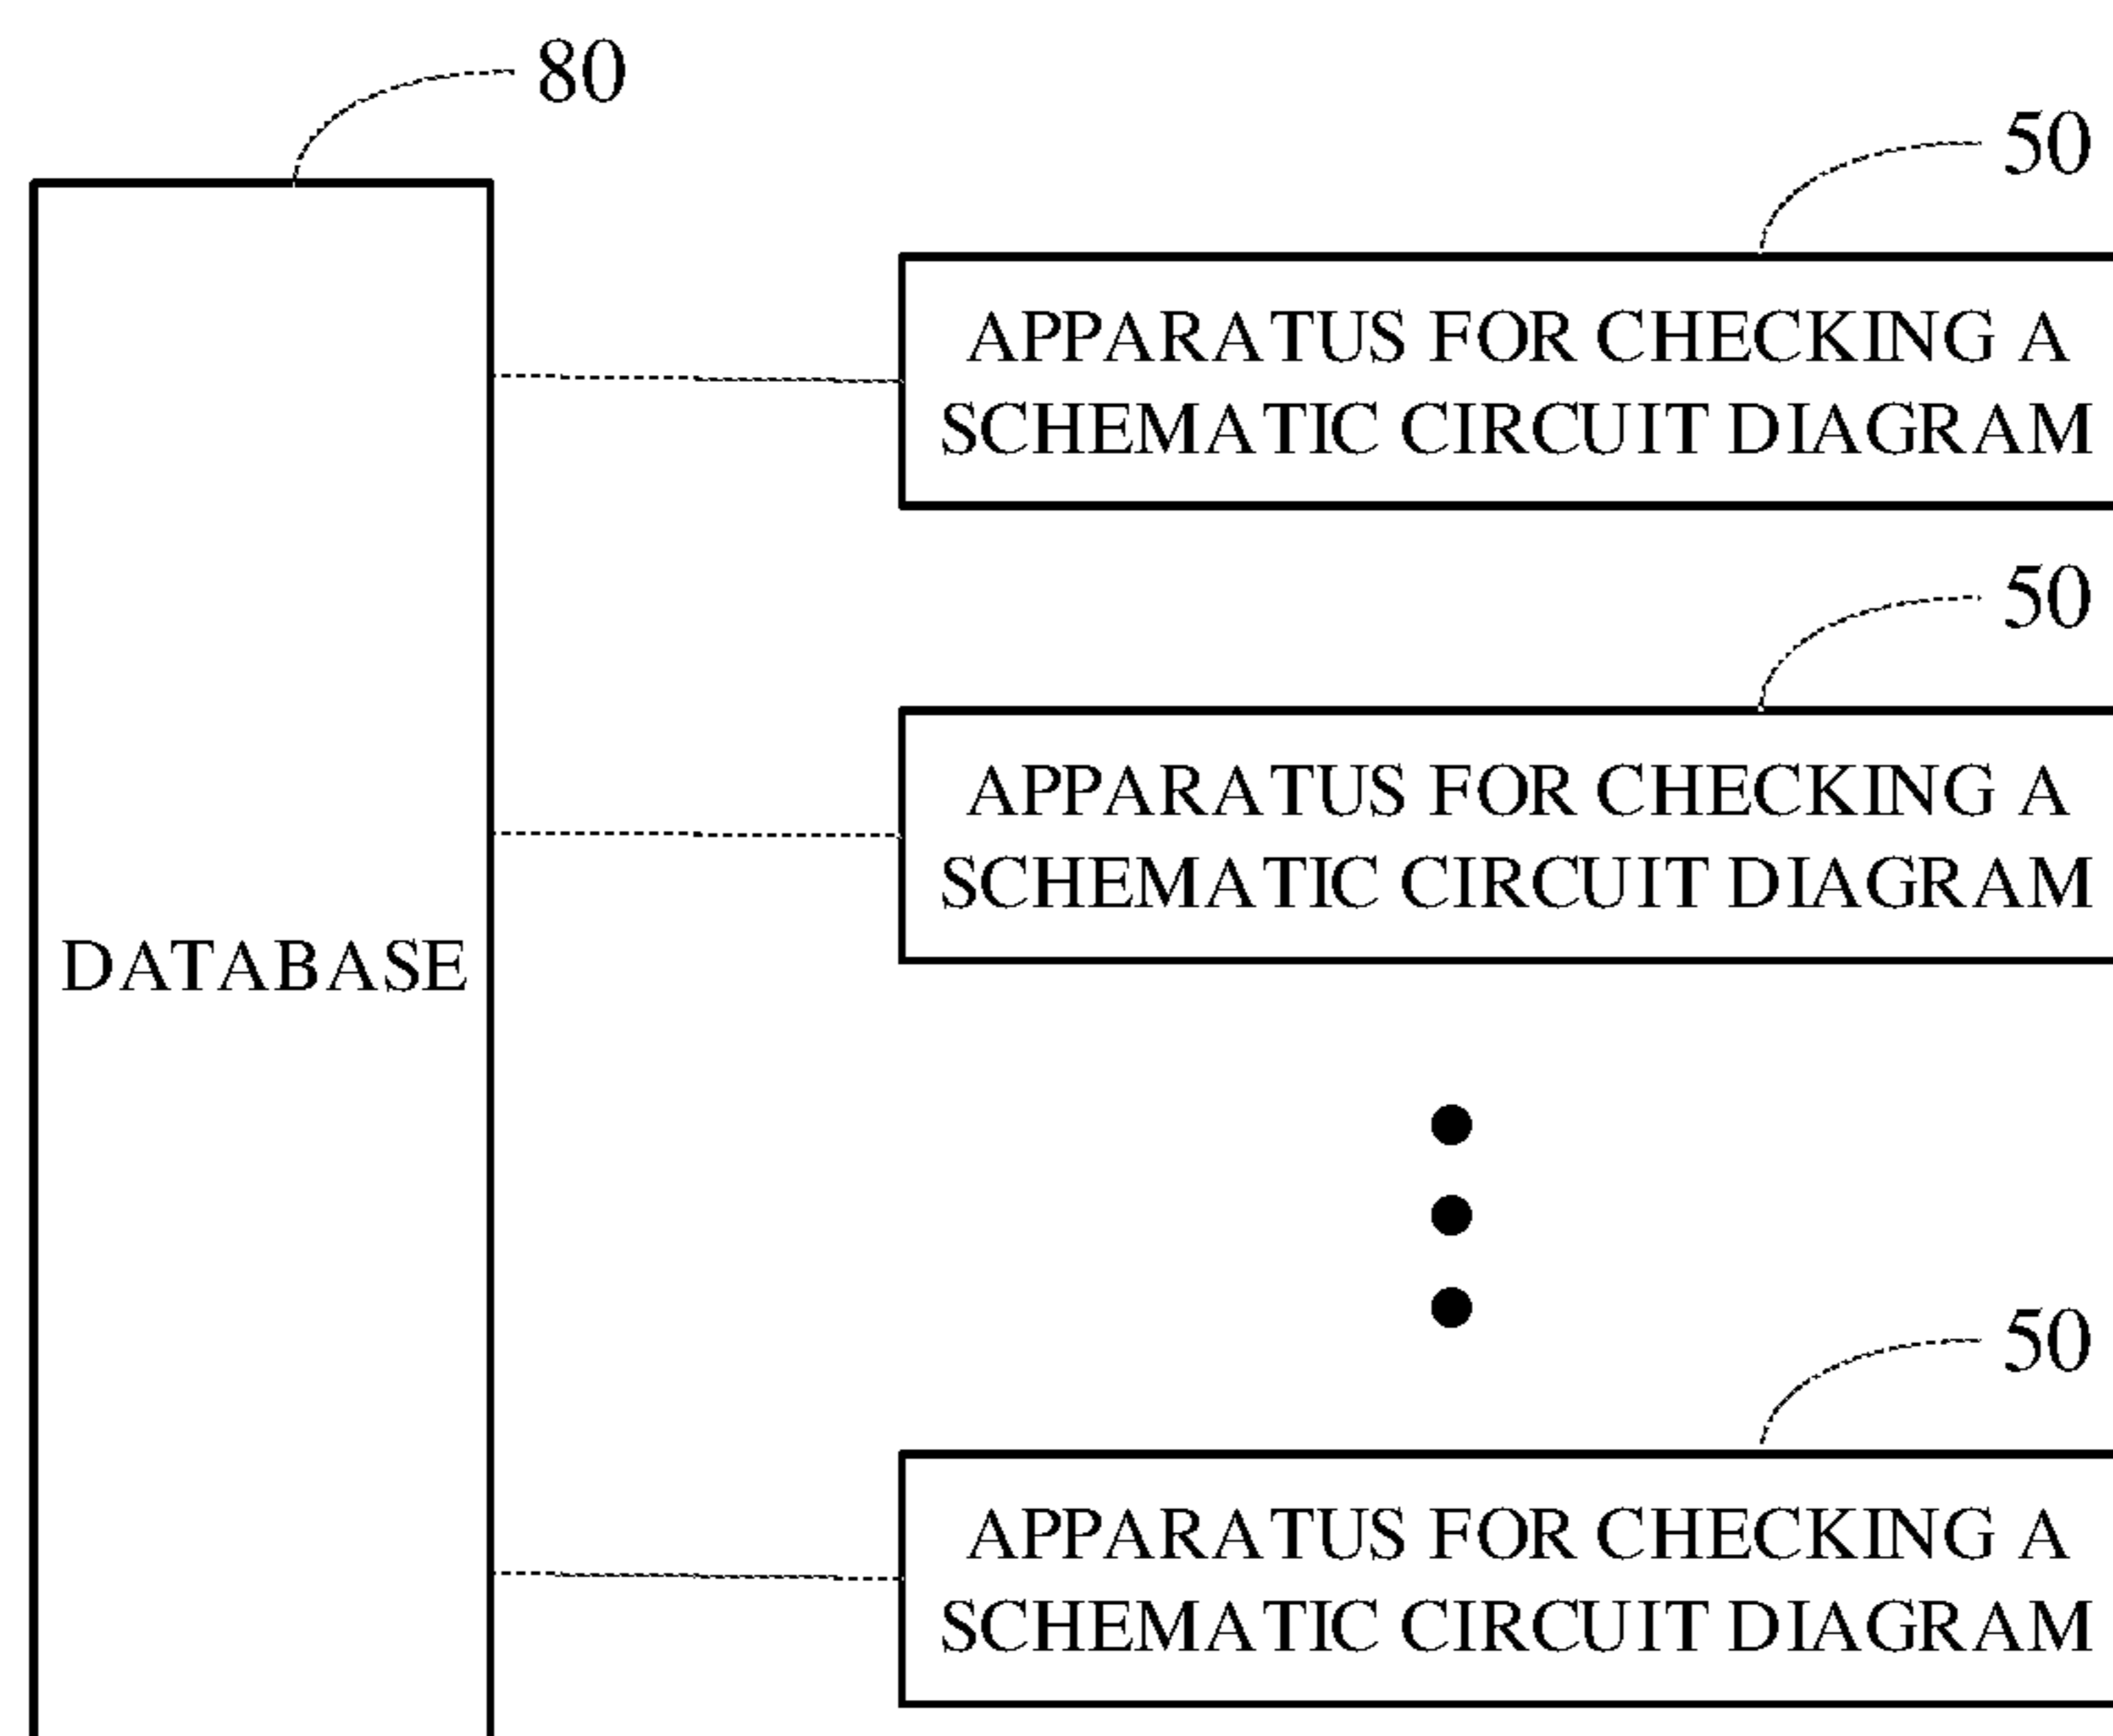 80
50
APPARATUS FOR CHECKING A
SCHEMATIC CIRCUIT DIAGRAM
50
APPARATUS FOR CHECKING A
SCHEMATIC CIRCUIT DIAGRAM
DATABASE
50
APPARATUS FOR CHECKING A
SCHEMATIC CIRCUIT DIAGRAM